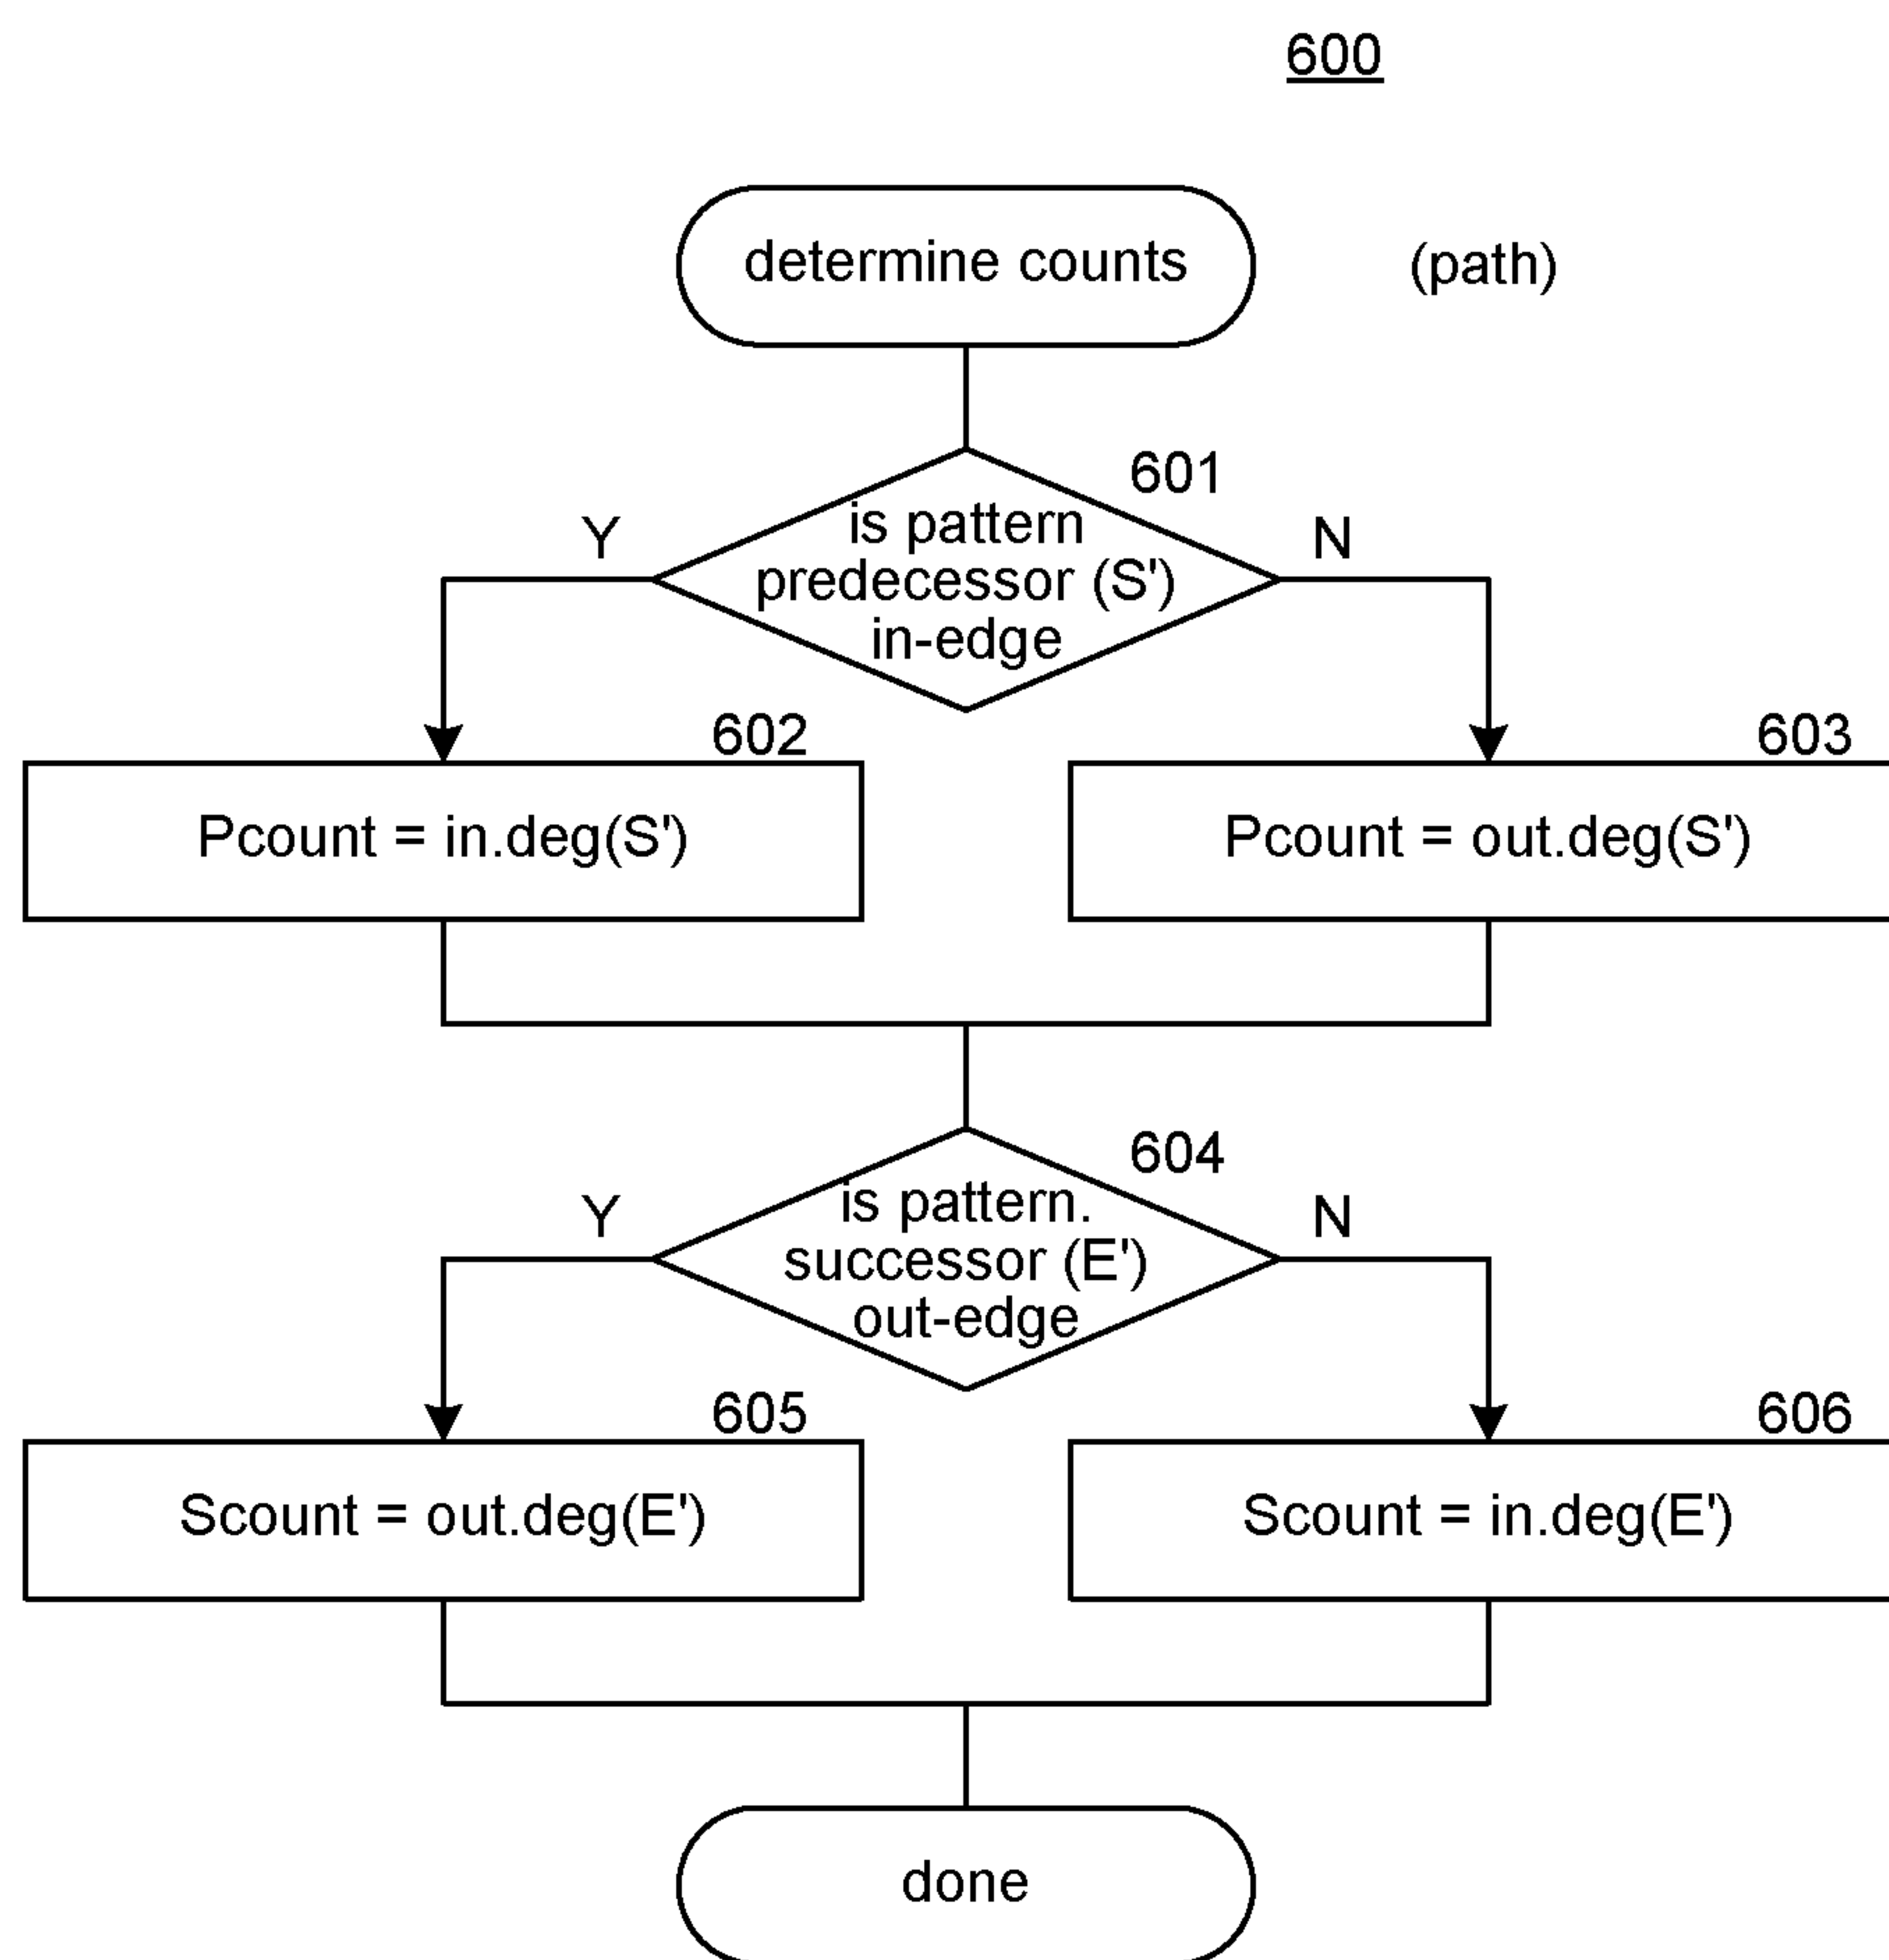 600
determine counts
(path)
601
Y
N
is pattern
predecessor (S')
in-edge
602
603
Pcount = in.deg(S')
Pcount = out.deg(S')
604
Y
N
is pattern.
successor (E')
out-edge
605
606
Scount = out.deg(E')
Scount = in.deg(E')
done